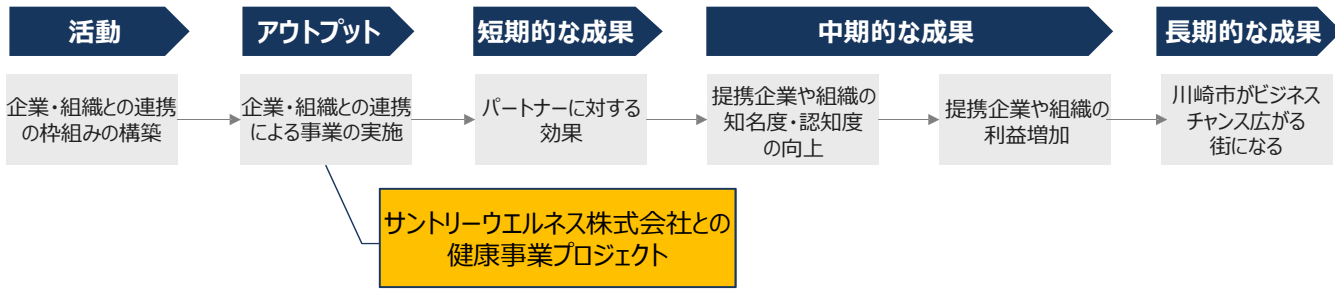 活動
アウトプット
短期的な成果
中期的な成果
長期的な成果
企業・組織との連携
の枠組みの構築
企業・組織との連携
による事業の実施
パートナーに対する
効果
提携企業や組織の
知名度・認知度
の向上
提携企業や組織の
利益増加
川崎市がビジネス
チャンス広がる
街になる
サントリーウエルネス株式会社との
健康事業プロジェクト